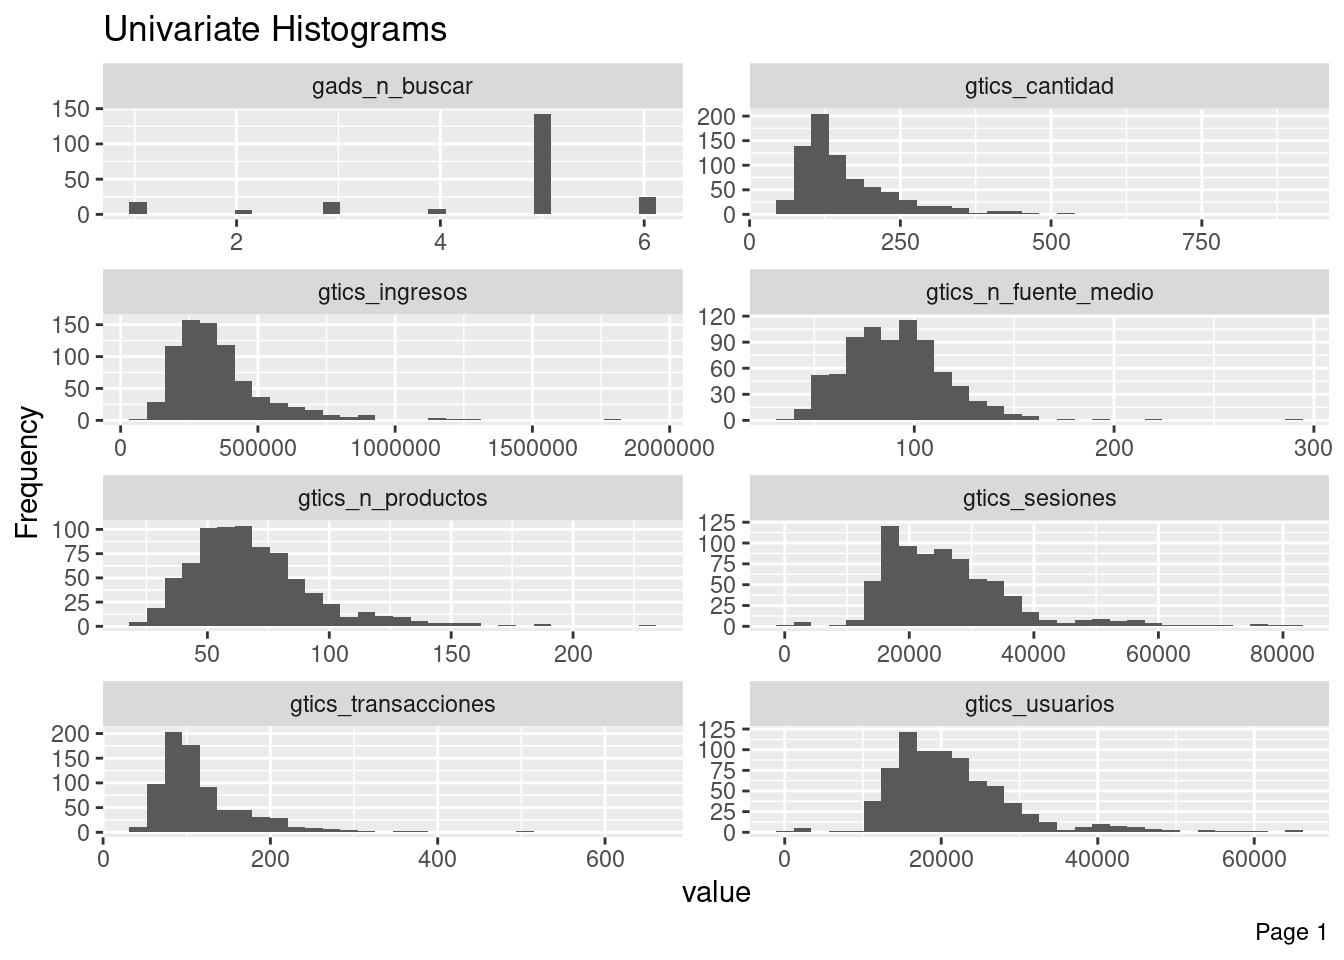 Univariate Histograms
gads_n_buscar
gtics_cantidad
150
100
50
0
2 4 6
200
150
100
50
0
0 250 500 750
gtics_ingresos
gtics_n_fuente_medio
150
100
50
0
0 500000 1000000 1500000 2000000
120
90
60
30
0
100 200 300
gtics_n_productos
gtics_sesiones
100
75
50
25
0
50 100 150 200
125
100
75
50
25
0
0 20000 40000 60000 80000
gtics_transacciones
gtics_usuarios
200
150
100
50
0
0 200 400 600
125
100
75
50
25
0
0 20000 40000 60000
Frequency
value
Page 1